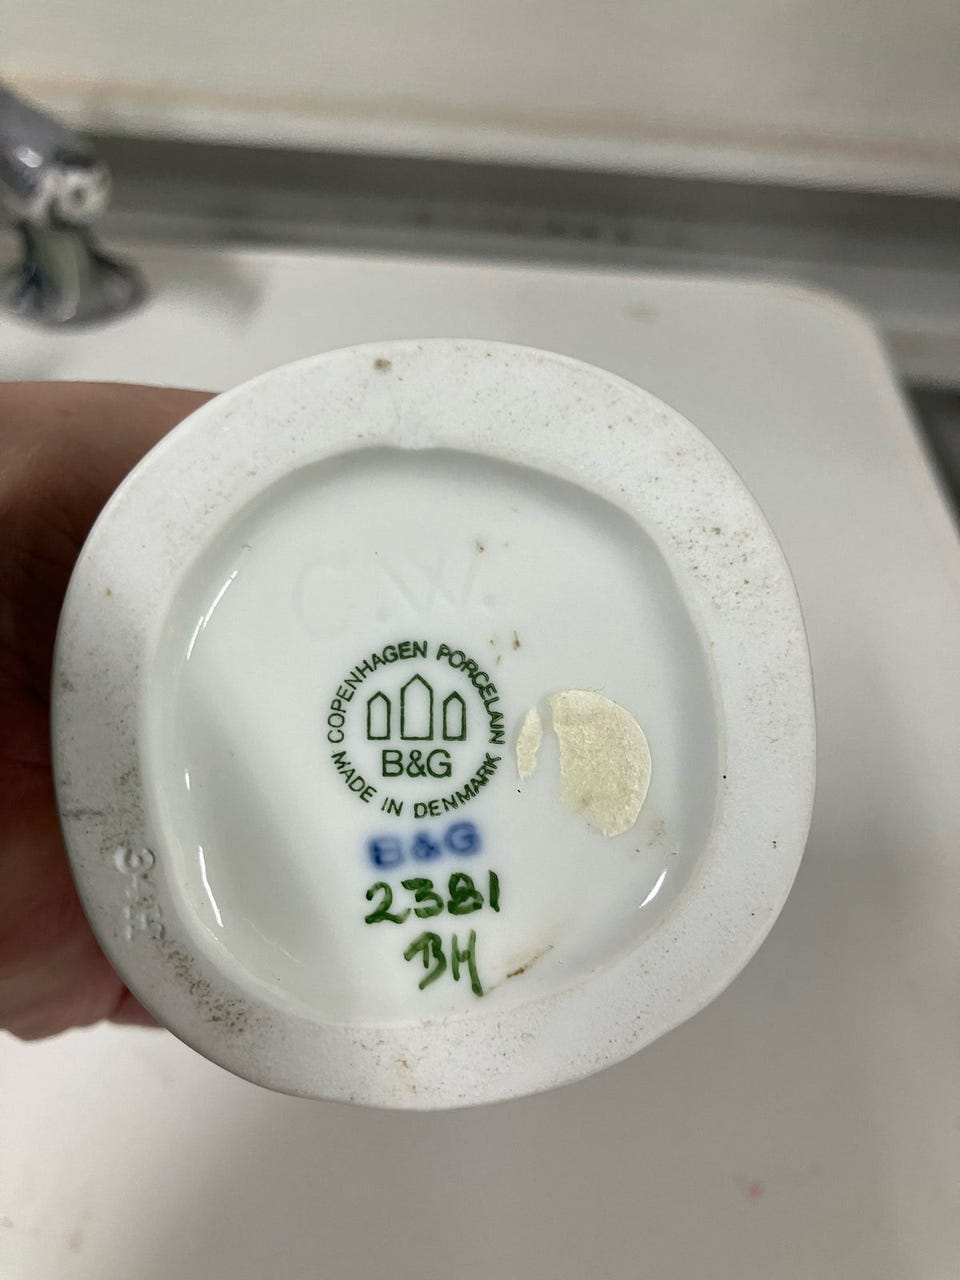 C.W.
COPENHAGEN PORCELAIN
B&G
MADE IN DENMARK
B&G
2381
BH